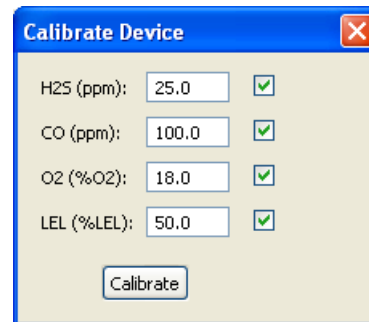 Calibrate Device
H2S (ppm): 25.0
CO (ppm): 100.0
O2 (%O2): 18.0
LEL (%LEL): 50.0
Calibrate